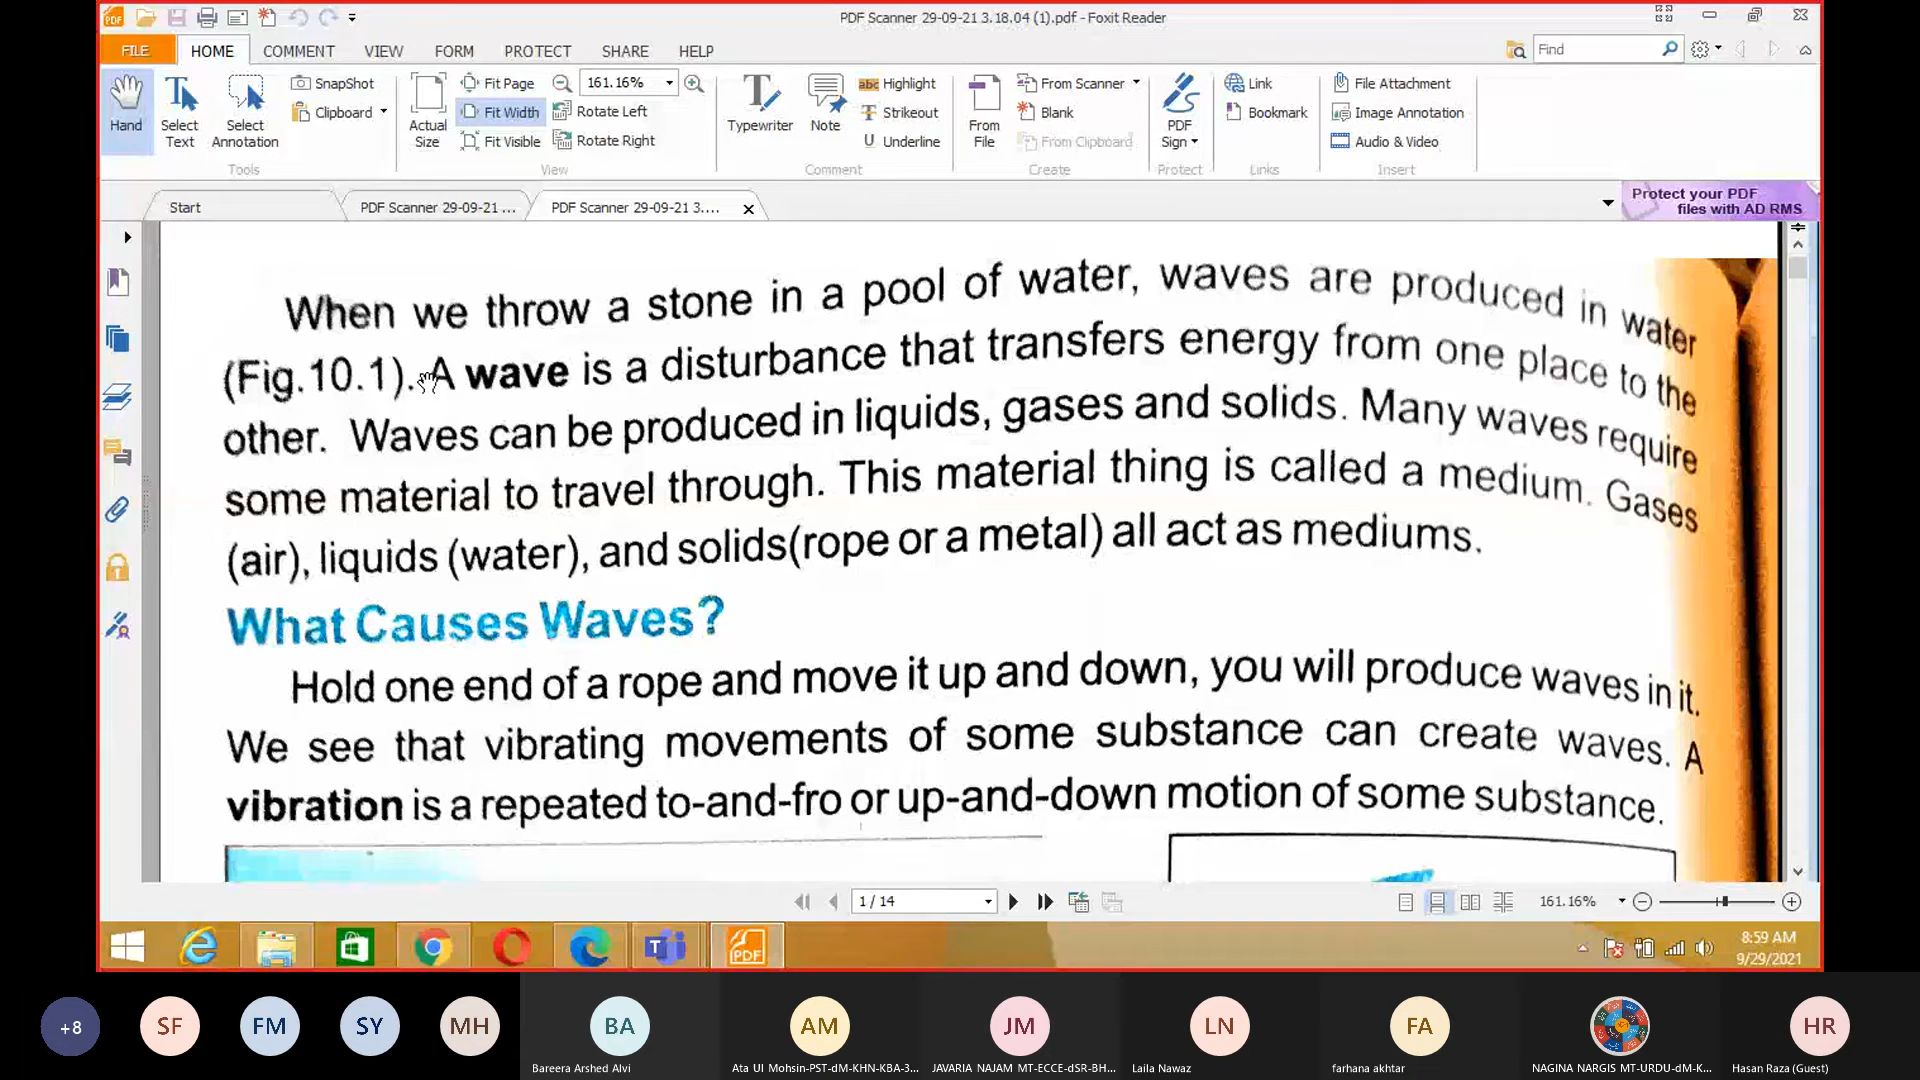 PDF Scanner 29-09-21 3.18.04 (1).pdf - Foxit Reader
FILE HOME COMMENT VIEW FORM PROTECT SHARE HELP
Find
Hand
Select Text
Select Annotation
SnapShot
Clipboard
Tools
Actual Size
Fit Page
Fit Width
Fit Visible
161.16%
Rotate Left
Rotate Right
View
Typewriter
Note
Highlight
Strikeout
Underline
Comment
From File
From Scanner
Blank
From Clipboard
Create
PDF Sign
Protect
Link
Bookmark
Links
File Attachment
Image Annotation
Audio & Video
Insert
Start
PDF Scanner 29-09-21 ...
PDF Scanner 29-09-21 3....
Protect your PDF
files with AD RMS
When we throw a stone in a pool of water, waves are produced in water
(Fig.10.1). A wave is a disturbance that transfers energy from one place to the
other. Waves can be produced in liquids, gases and solids. Many waves require
some material to travel through. This material thing is called a medium. Gases
(air), liquids (water), and solids(rope or a metal) all act as mediums.
What Causes Waves?
Hold one end of a rope and move it up and down, you will produce waves in it.
We see that vibrating movements of some substance can create waves. A
vibration is a repeated to-and-fro or up-and-down motion of some substance.
1 / 14
161.16%
8:59 AM
9/29/2021
+8
SF
FM
SY
MH
BA
AM
JM
LN
FA
HR
Bareera Arshed Alvi
Ata Ul Mohsin-PST-dM-KHN-KBA-3...
JAVARIA NAJAM MT-ECCE-dSR-BH...
Laila Nawaz
farhana akhtar
NAGINA NARGIS MT-URDU-dM-K...
Hasan Raza (Guest)